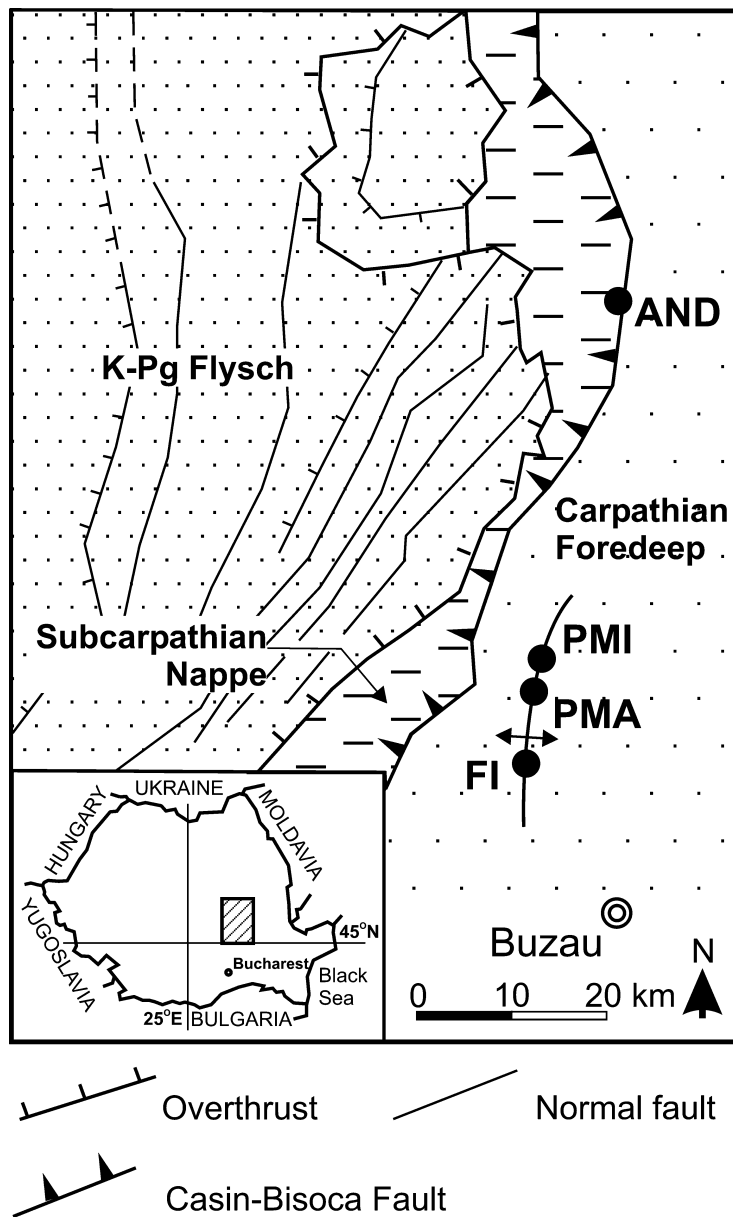 AND
K-Pg Flysch
Carpathian
Foredeep
Subcarpathian
Nappe
PMI
PMA
FI
UKRAINE
HUNGARY
MOLDAVIA
YUGOSLAVIA
45°N
Bucharest
Black
Sea
25°E
BULGARIA
Buzau
N
0 10 20 km
Overthrust
Normal fault
Casin-Bisoca Fault